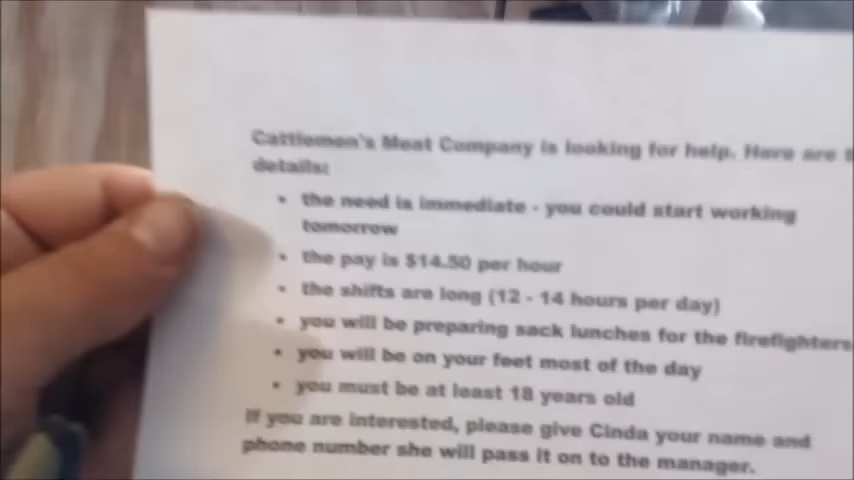 Cattlemen's Meat Company is looking for help. Here are
details:
• the need is immediate - you could start working
tomorrow
• the pay is $14.50 per hour
• the shifts are long (12 - 14 hours per day)
• you will be preparing sack lunches for the firefighters
• you will be on your feet most of the day
• you must be at least 18 years old
If you are interested, please give Cinda your name and
phone number she will pass it on to the manager.